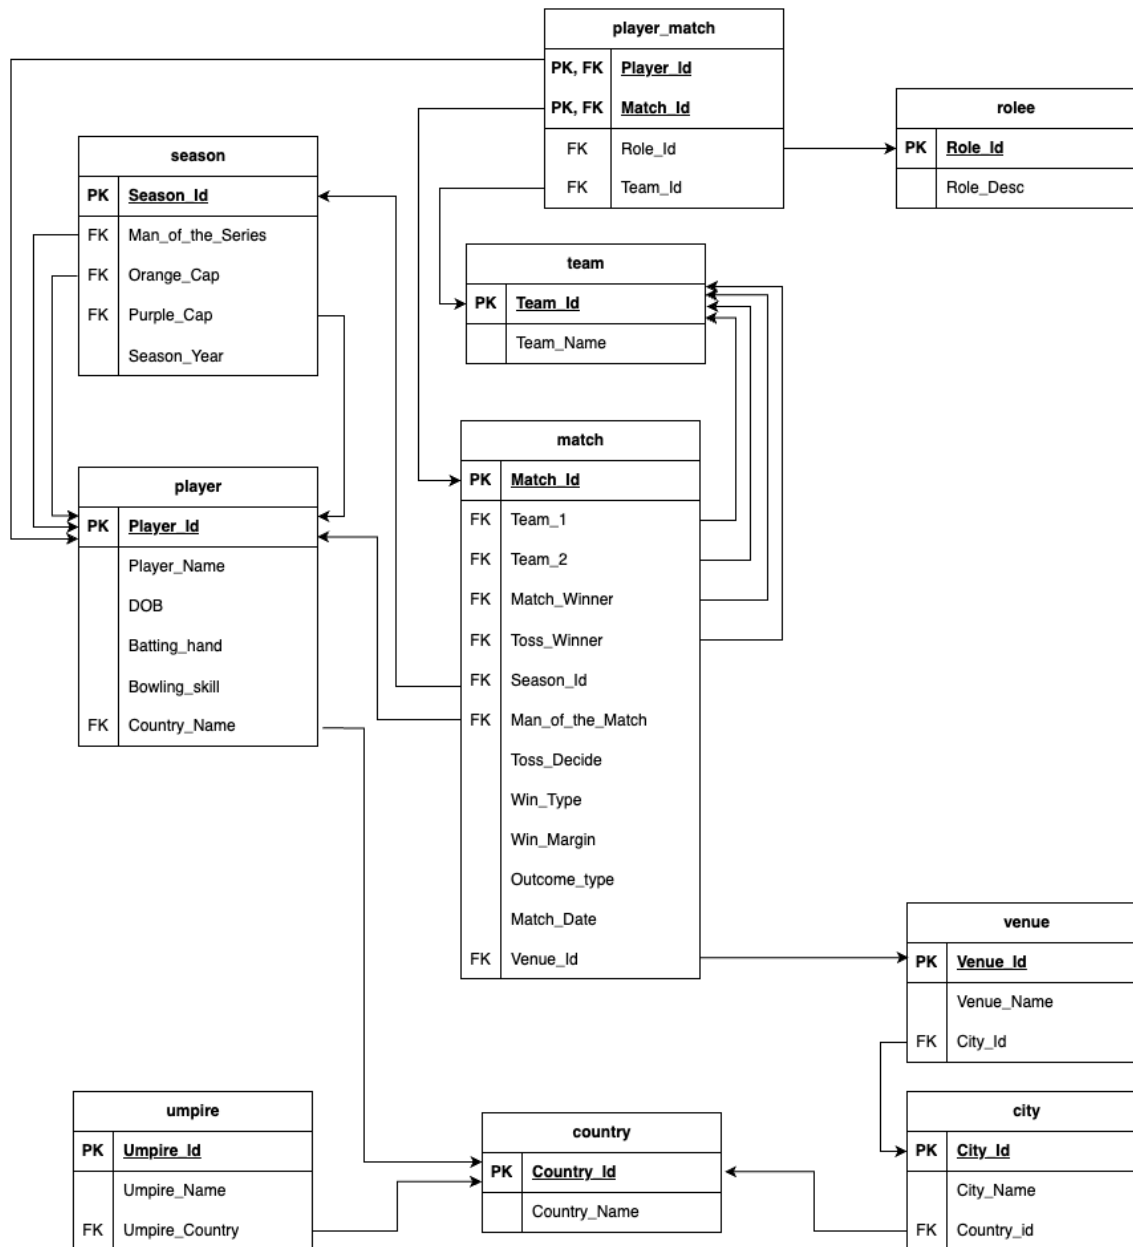 player_match
PK, FK Player_Id
PK, FK Match_Id
FK Role_Id
FK Team_Id
rolee
PK Role_Id
Role_Desc
season
PK Season_Id
FK Man_of_the_Series
FK Orange_Cap
FK Purple_Cap
Season_Year
team
PK Team_Id
Team_Name
player
PK Player_Id
Player_Name
DOB
Batting_hand
Bowling_skill
FK Country_Name
match
PK Match_Id
FK Team_1
FK Team_2
FK Match_Winner
FK Toss_Winner
FK Season_Id
FK Man_of_the_Match
Toss_Decide
Win_Type
Win_Margin
Outcome_type
Match_Date
FK Venue_Id
venue
PK Venue_Id
Venue_Name
FK City_Id
umpire
PK Umpire_Id
Umpire_Name
FK Umpire_Country
country
PK Country_Id
Country_Name
city
PK City_Id
City_Name
FK Country_id